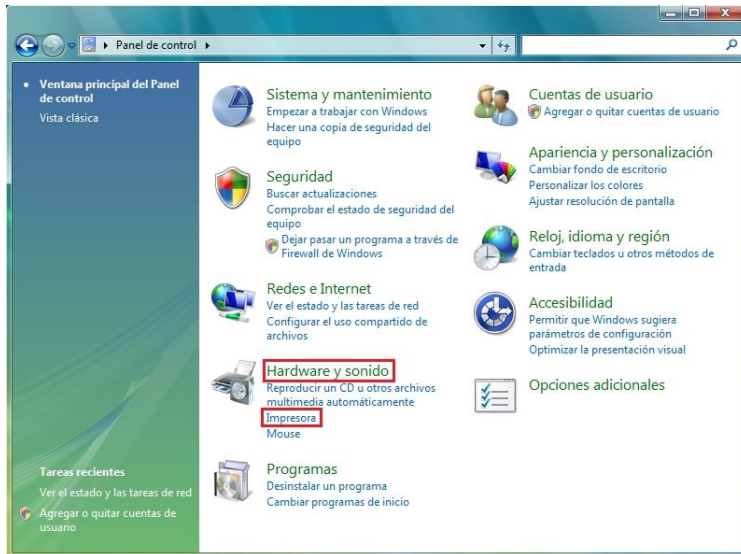 Panel de control
Ventana principal del Panel
de control
Vista clásica
Sistema y mantenimiento
Empezar a trabajar con Windows
Hacer una copia de seguridad del
equipo
Seguridad
Buscar actualizaciones
Comprobar el estado de seguridad del
equipo
Dejar pasar un programa a través de
Firewall de Windows
Redes e Internet
Ver el estado y las tareas de red
Configurar el uso compartido de
archivos
Hardware y sonido
Reproducir un CD u otros archivos
multimedia automáticamente
Impresora
Mouse
Programas
Desinstalar un programa
Cambiar programas de inicio
Cuentas de usuario
Agregar o quitar cuentas de usuario
Apariencia y personalización
Cambiar fondo de escritorio
Personalizar los colores
Ajustar resolución de pantalla
Reloj, idioma y región
Cambiar teclados u otros métodos de
entrada
Accesibilidad
Permitir que Windows sugiera
parámetros de configuración
Optimizar la presentación visual
Opciones adicionales
Tareas recientes
Ver el estado y las tareas de red
Agregar o quitar cuentas de
usuario